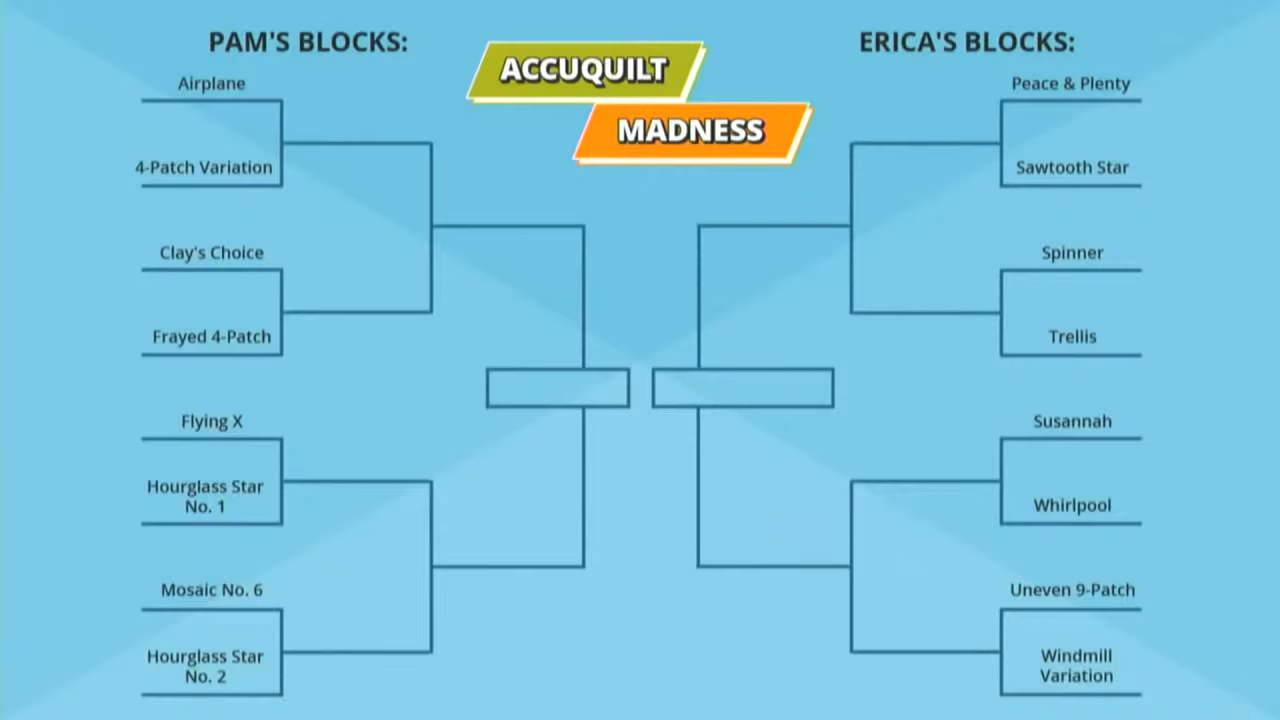 PAM'S BLOCKS:
ACCUQUILT
MADNESS
ERICA'S BLOCKS:
Airplane
4-Patch Variation
Clay's Choice
Frayed 4-Patch
Flying X
Hourglass Star
No. 1
Mosaic No. 6
Hourglass Star
No. 2
Peace & Plenty
Sawtooth Star
Spinner
Trellis
Susannah
Whirlpool
Uneven 9-Patch
Windmill
Variation